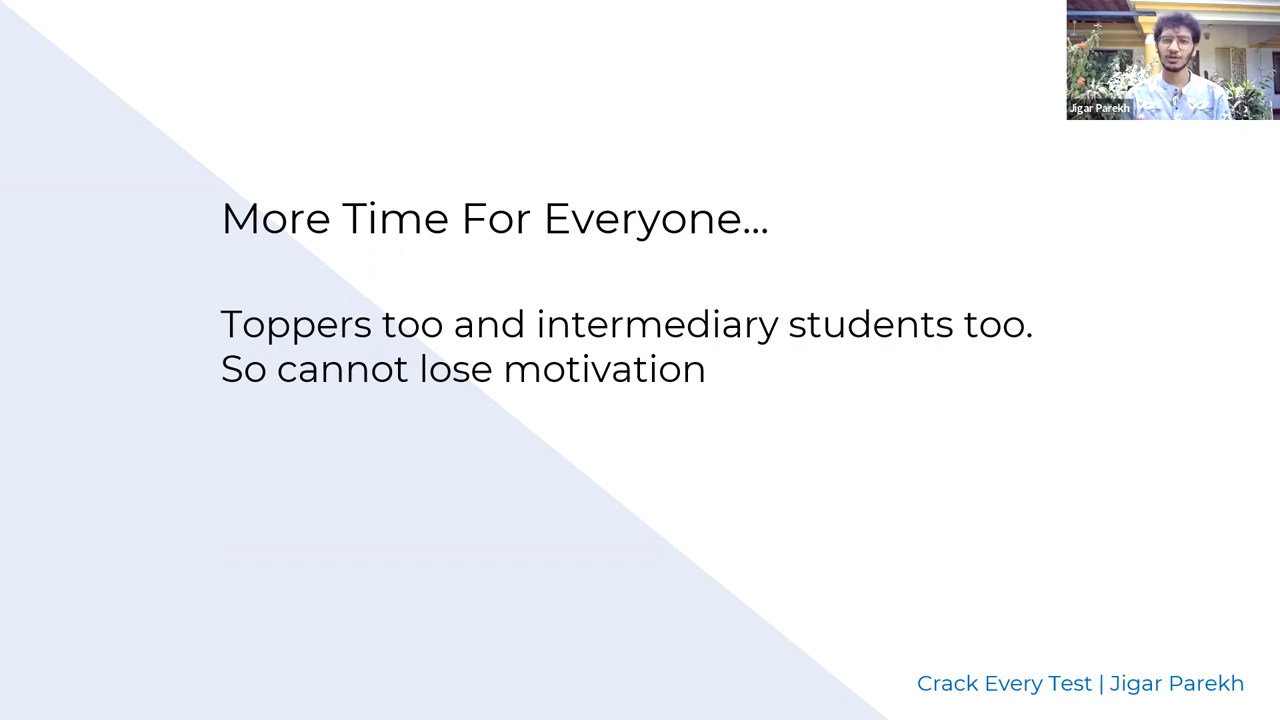 Jigar Parekh
More Time For Everyone...
Toppers too and intermediary students too.
So cannot lose motivation
Crack Every Test | Jigar Parekh